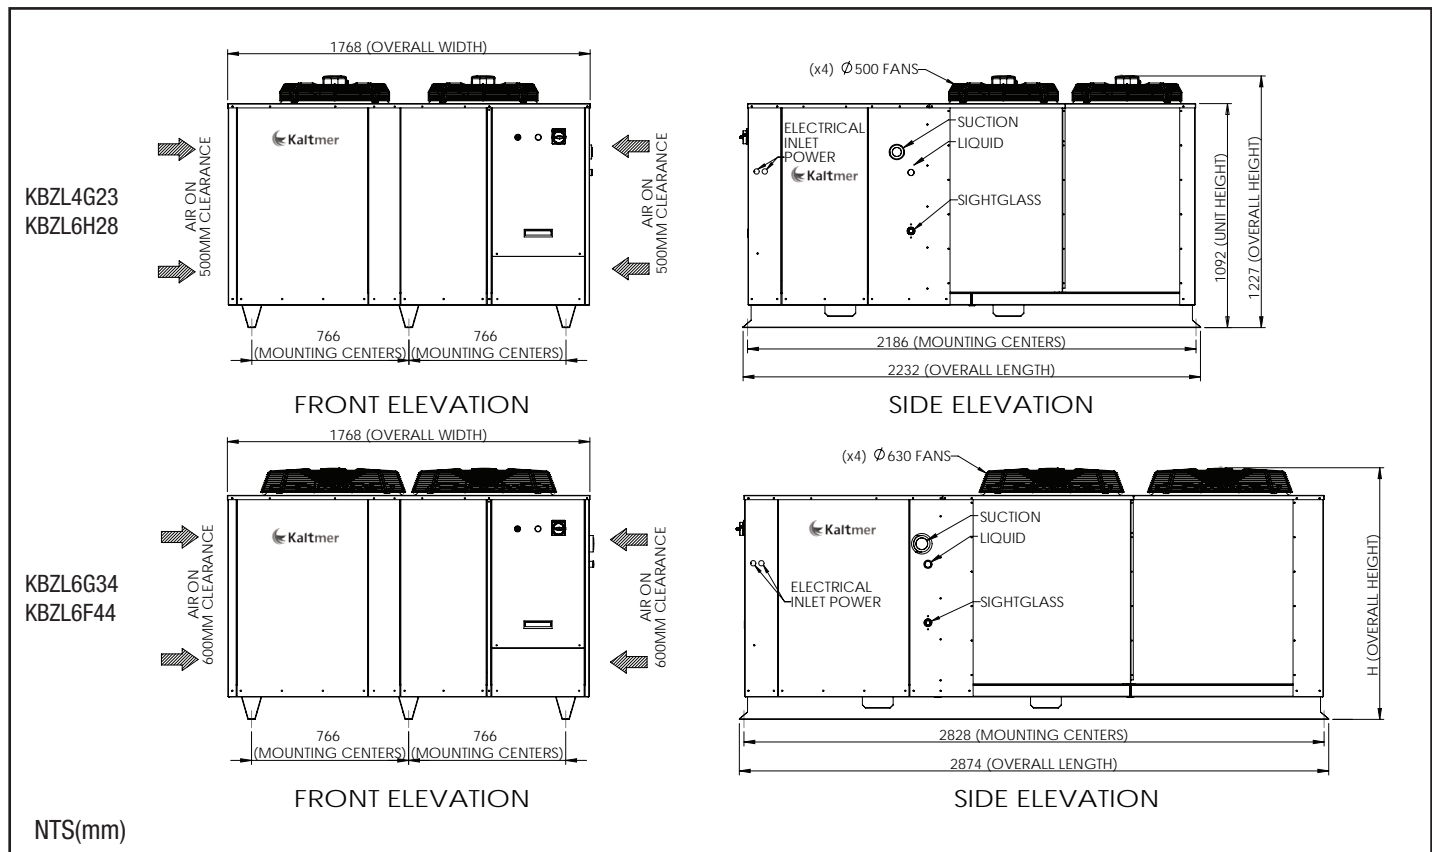 1768 (OVERALL WIDTH)
(x4) Ø500 FANS
SUCTION
LIQUID
ELECTRICAL
INLET
POWER
Kaltmer
Kaltmer
SIGHTGLASS
AIR ON
500MM CLEARANCE
AIR ON
500MM CLEARANCE
1092 (UNIT HEIGHT)
1227 (OVERALL HEIGHT)
KBZL4G23
KBZL6H28
766
(MOUNTING CENTERS)
766
(MOUNTING CENTERS)
2186 (MOUNTING CENTERS)
2232 (OVERALL LENGTH)
FRONT ELEVATION
SIDE ELEVATION
1768 (OVERALL WIDTH)
(x4) Ø630 FANS
Kaltmer
Kaltmer
SUCTION
LIQUID
ELECTRICAL
INLET POWER
SIGHTGLASS
AIR ON
600MM CLEARANCE
AIR ON
600MM CLEARANCE
H (OVERALL HEIGHT)
KBZL6G34
KBZL6F44
766
(MOUNTING CENTERS)
766
(MOUNTING CENTERS)
2828 (MOUNTING CENTERS)
2874 (OVERALL LENGTH)
FRONT ELEVATION
SIDE ELEVATION
NTS(mm)